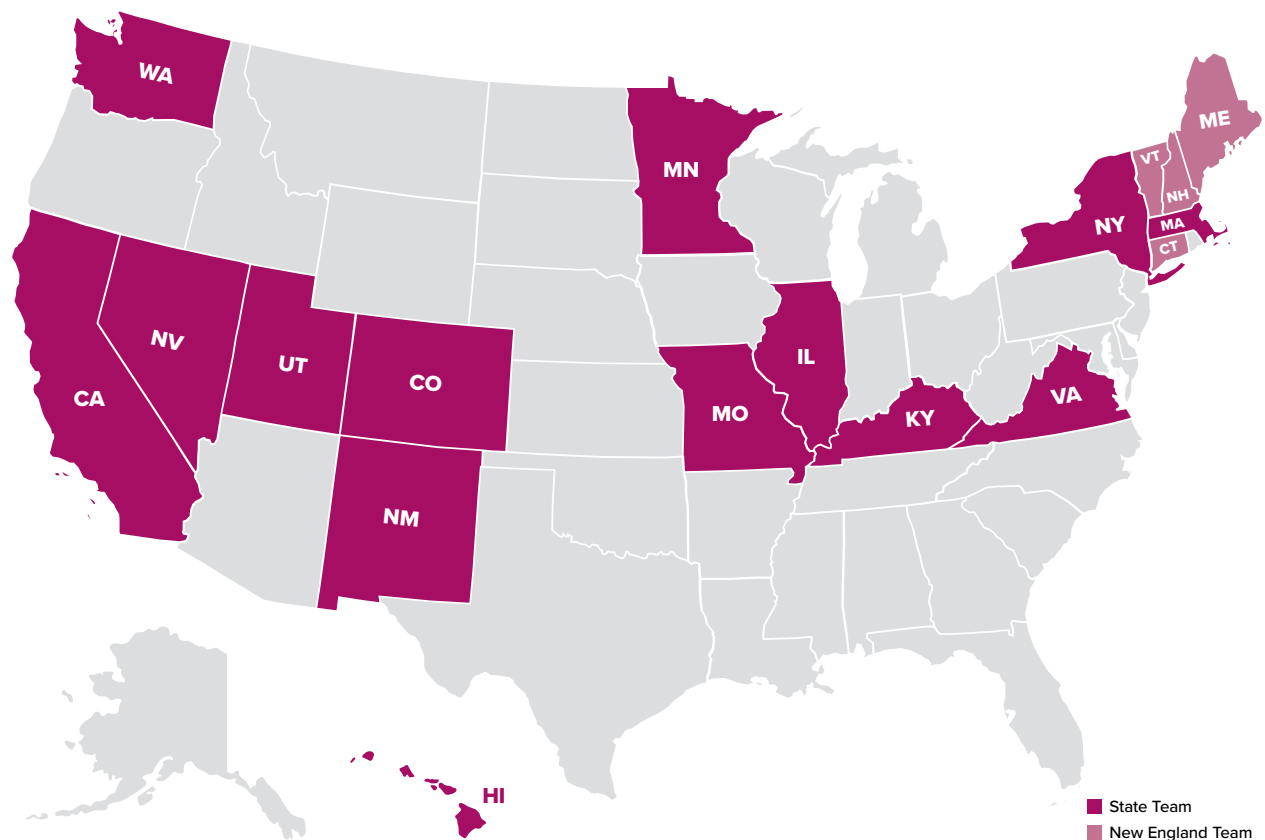 WA
ME
VT
MN
NH
NY
MA
CT
NV
IL
UT
CO
VA
CA
MO
KY
NM
HI
State Team
New England Team